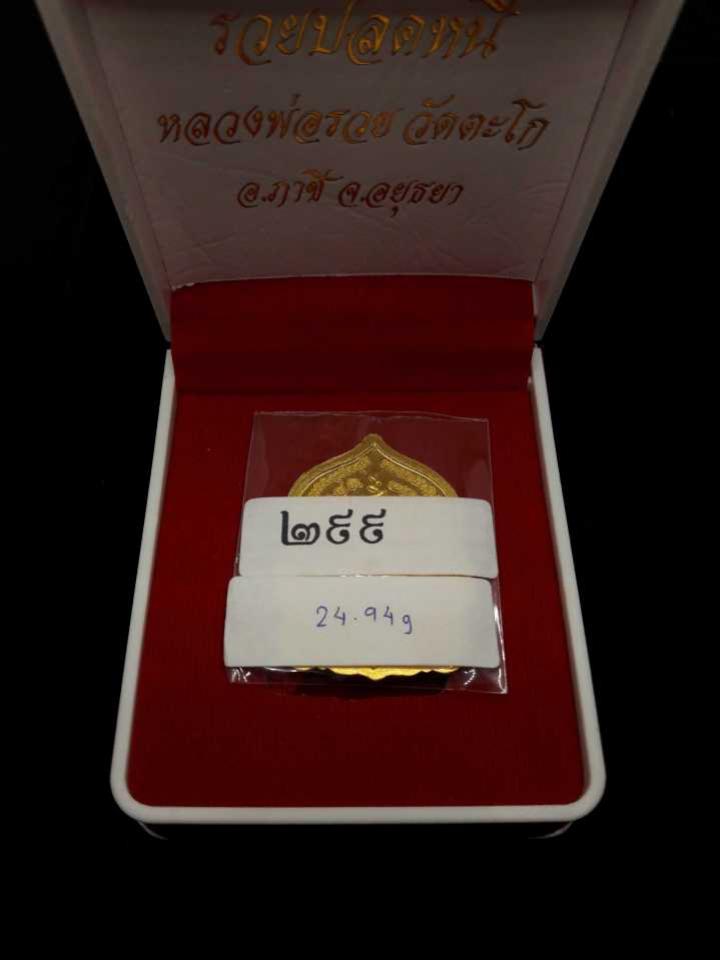 รวยปลดหนี้
หลวงพ่อรวย วัดตะโก
อ.ภาชี จ.อยุธยา
๒๙๙
24.94g